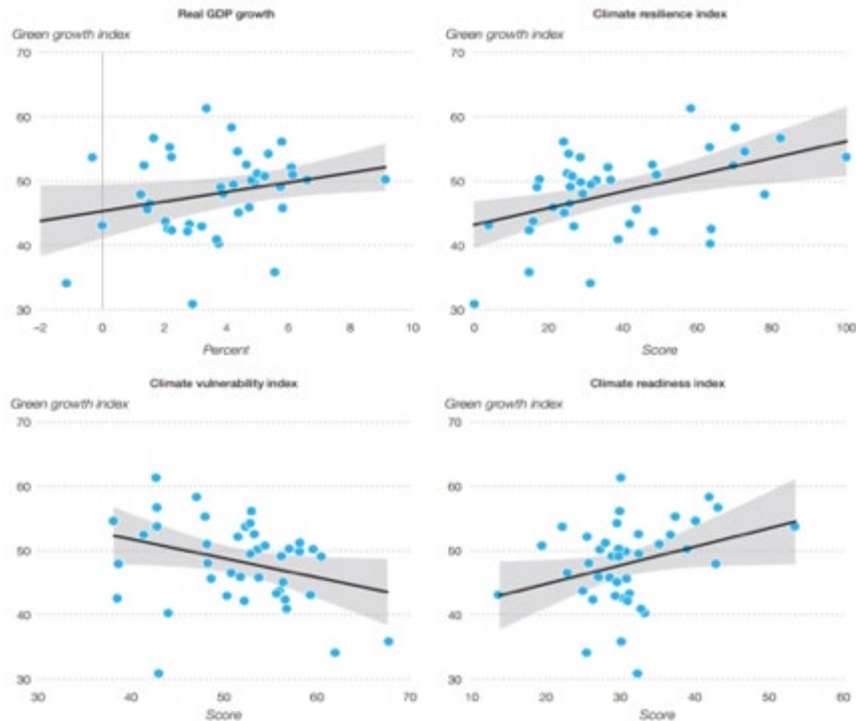 Real GDP growth
Green growth index
70
60
50
40
30
−2 0 2 4 6 8 10
Percent
Climate resilience index
Green growth index
70
60
50
40
30
0 20 40 60 80 100
Score
Climate vulnerability index
Green growth index
70
60
50
40
30
30 40 50 60 70
Score
Climate readiness index
Green growth index
70
60
50
40
30
10 20 30 40 50 60
Score